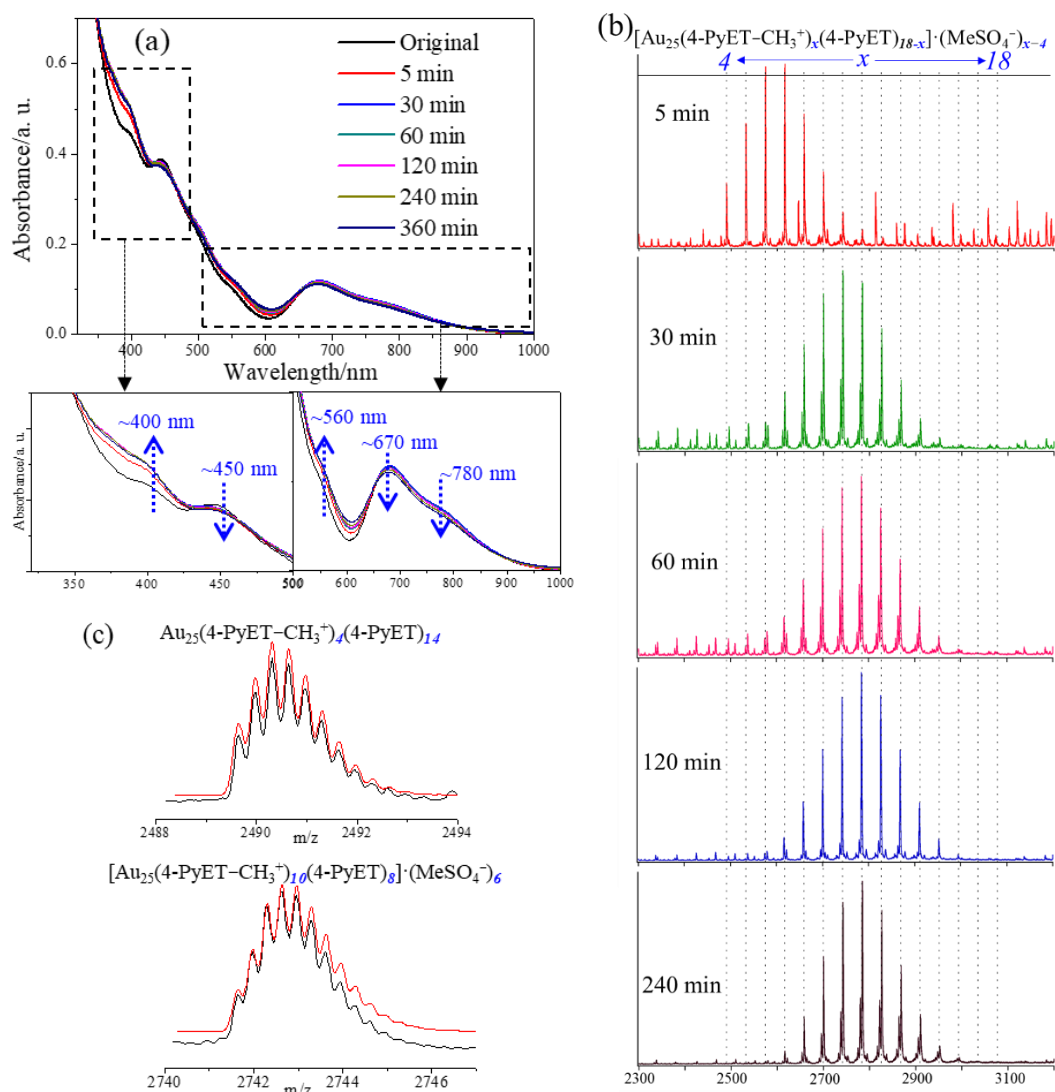 (a)
Original
5 min
30 min
60 min
120 min
240 min
360 min
Absorbance/a. u.
0.6
0.4
0.2
0.0
400
500
600
700
800
900
1000
Wavelength/nm
~400 nm
~450 nm
~560 nm
~670 nm
~780 nm
Absorbance/a. u.
350
400
450
500
600
700
800
900
1000
(c)
Au25(4-PyET−CH3+)4(4-PyET)14
2488
2490
2492
2494
m/z
[Au25(4-PyET−CH3+)10(4-PyET)8]·(MeSO4−)6
2740
2742
2744
2746
m/z
(b)
[Au25(4-PyET−CH3+)x(4-PyET)18-x]·(MeSO4−)x−4
4 x 18
5 min
30 min
60 min
120 min
240 min
2300
2500
2700
2900
3100